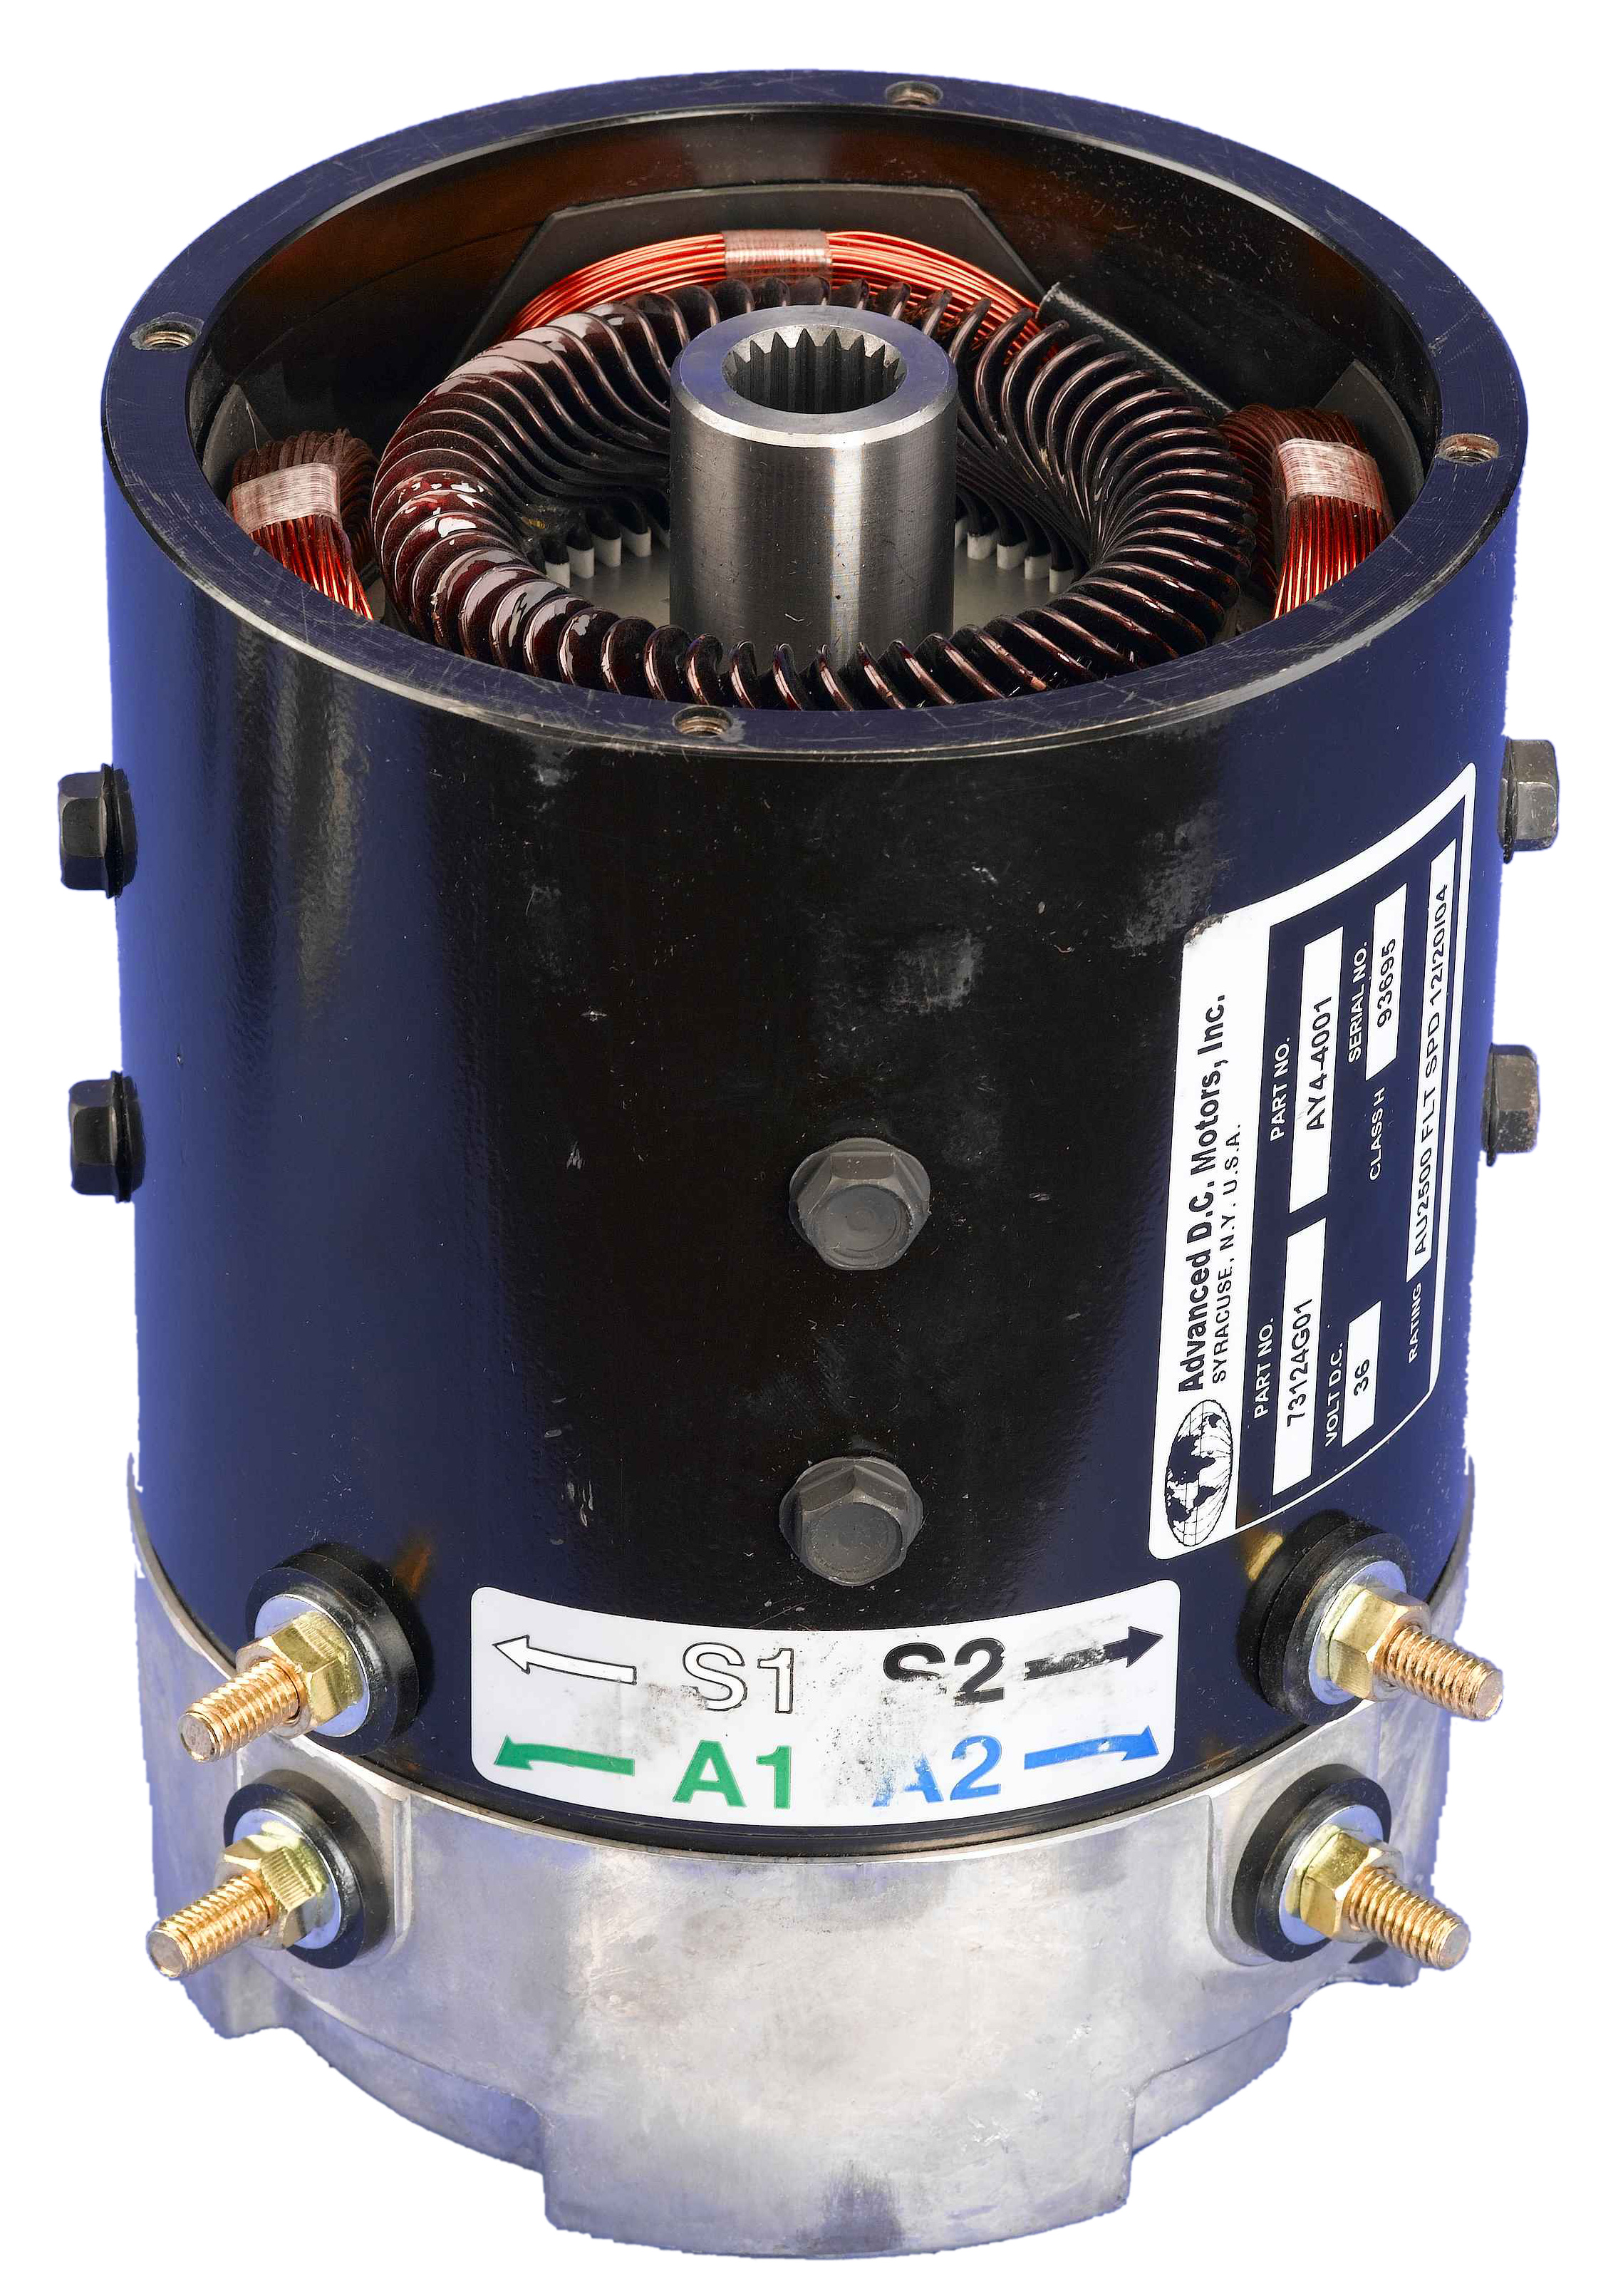 Advanced D.C. Motors, Inc.
SYRACUSE, N.Y. U.S.A.
PART NO. PART NO.
73124G01 AY4-4001
VOLT D.C. CLASS H SERIAL NO.
36 93695
RATING AU2500 FLT SPD 12/20/04
S1 S2
A1 A2